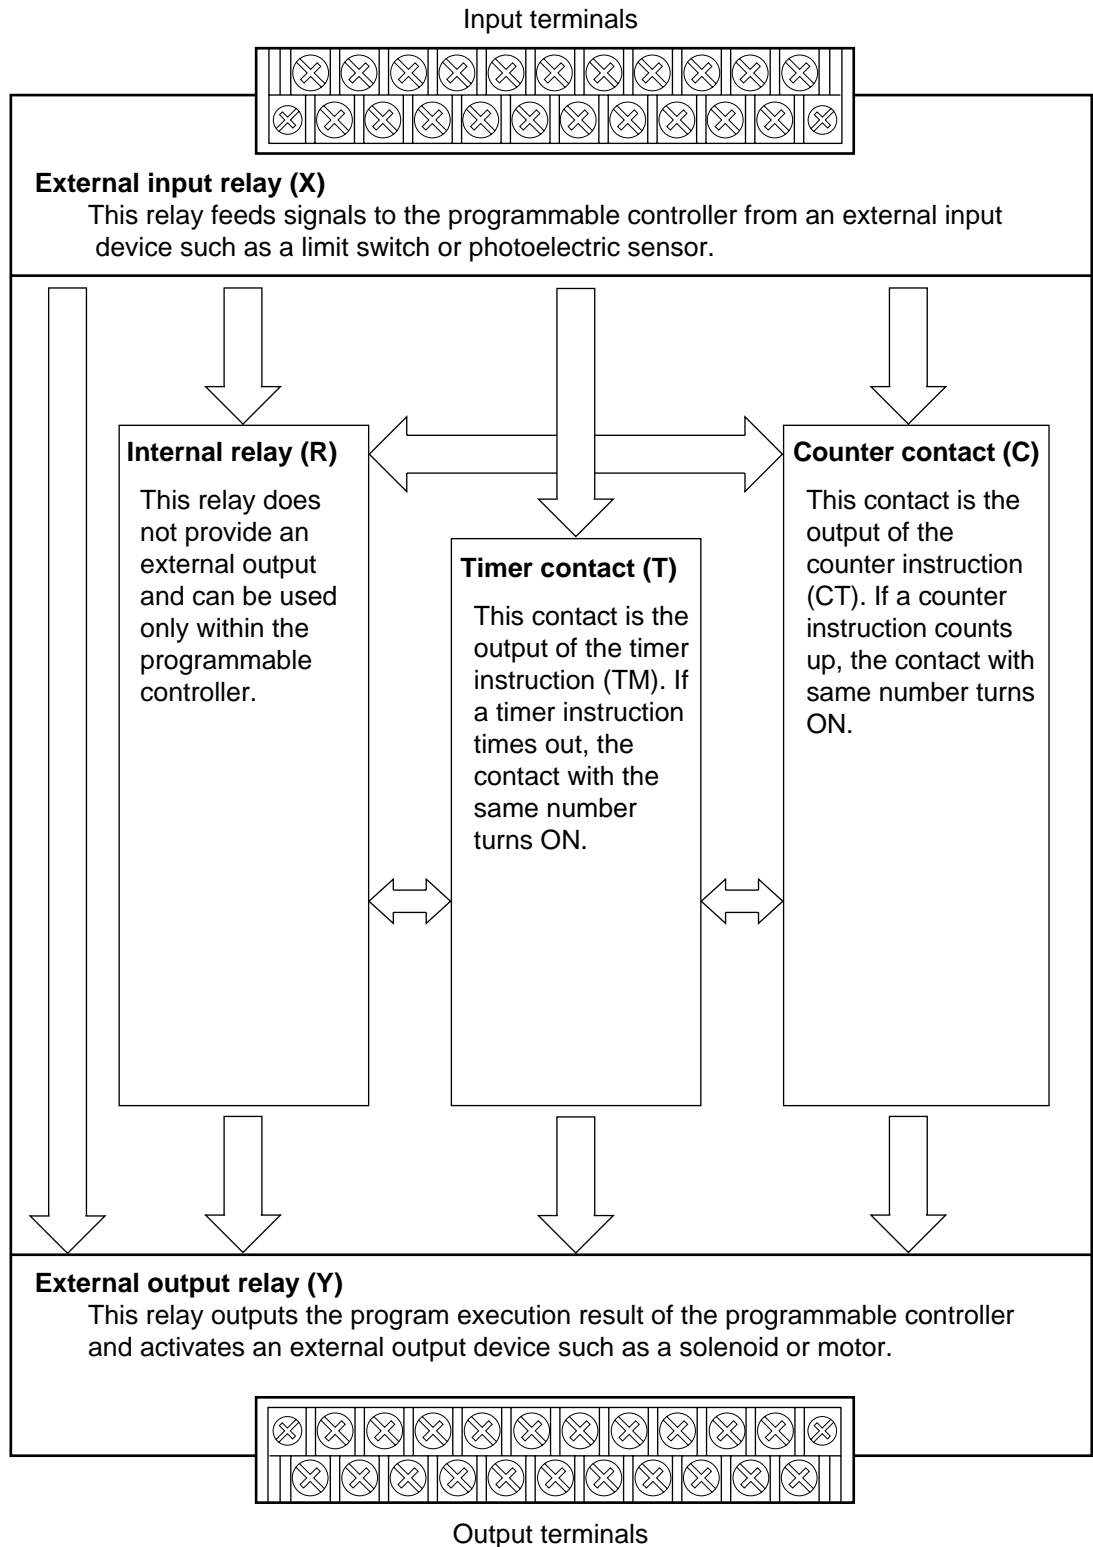 Input terminals
External input relay (X)
This relay feeds signals to the programmable controller from an external input
device such as a limit switch or photoelectric sensor.
Internal relay (R)
This relay does
not provide an
external output
and can be used
only within the
programmable
controller.
Timer contact (T)
This contact is the
output of the timer
instruction (TM). If
a timer instruction
times out, the
contact with the
same number
turns ON.
Counter contact (C)
This contact is the
output of the
counter instruction
(CT). If a counter
instruction counts
up, the contact with
same number turns
ON.
External output relay (Y)
This relay outputs the program execution result of the programmable controller
and activates an external output device such as a solenoid or motor.
Output terminals